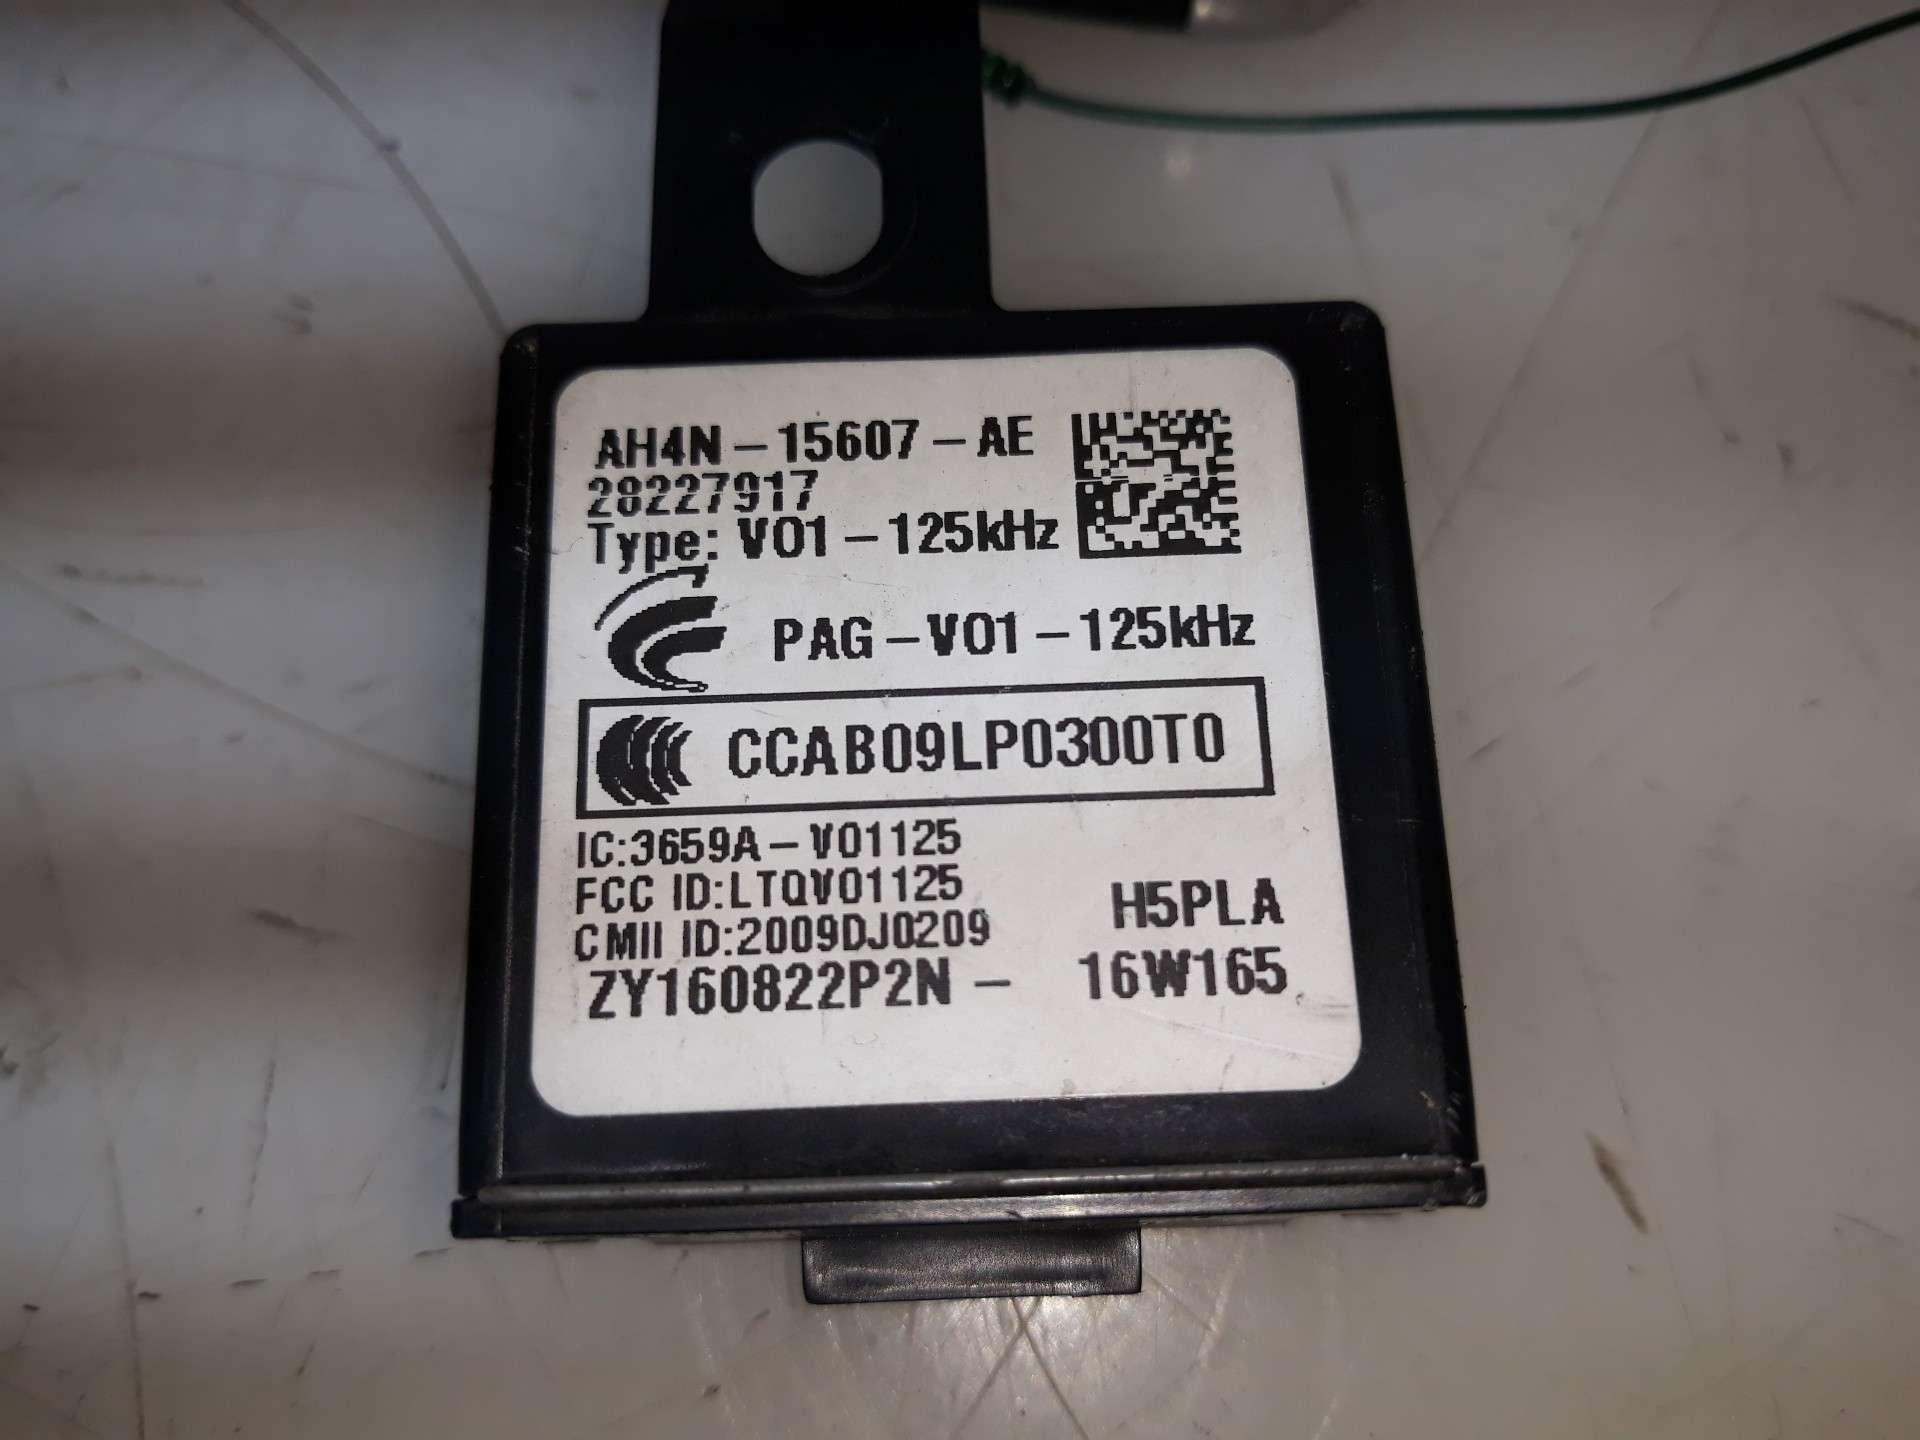 AH4N-15607-AE
28227917
Type: V01-125kHz
PAG-V01-125kHz
CCAB09LP0300T0
IC:3659A-V01125
FCC ID:LTQV01125
CMII ID:2009DJ0209
H5PLA
ZY160822P2N- 16W165